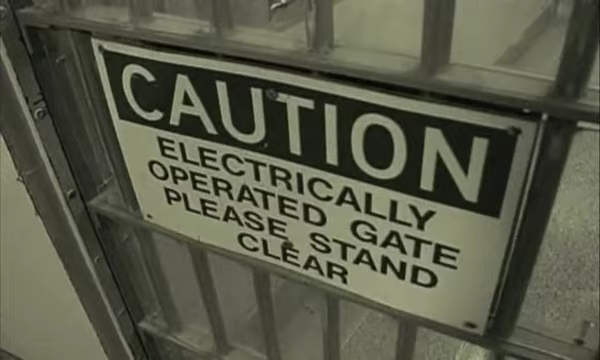 CAUTION
ELECTRICALLY
OPERATED GATE
PLEASE STAND
CLEAR